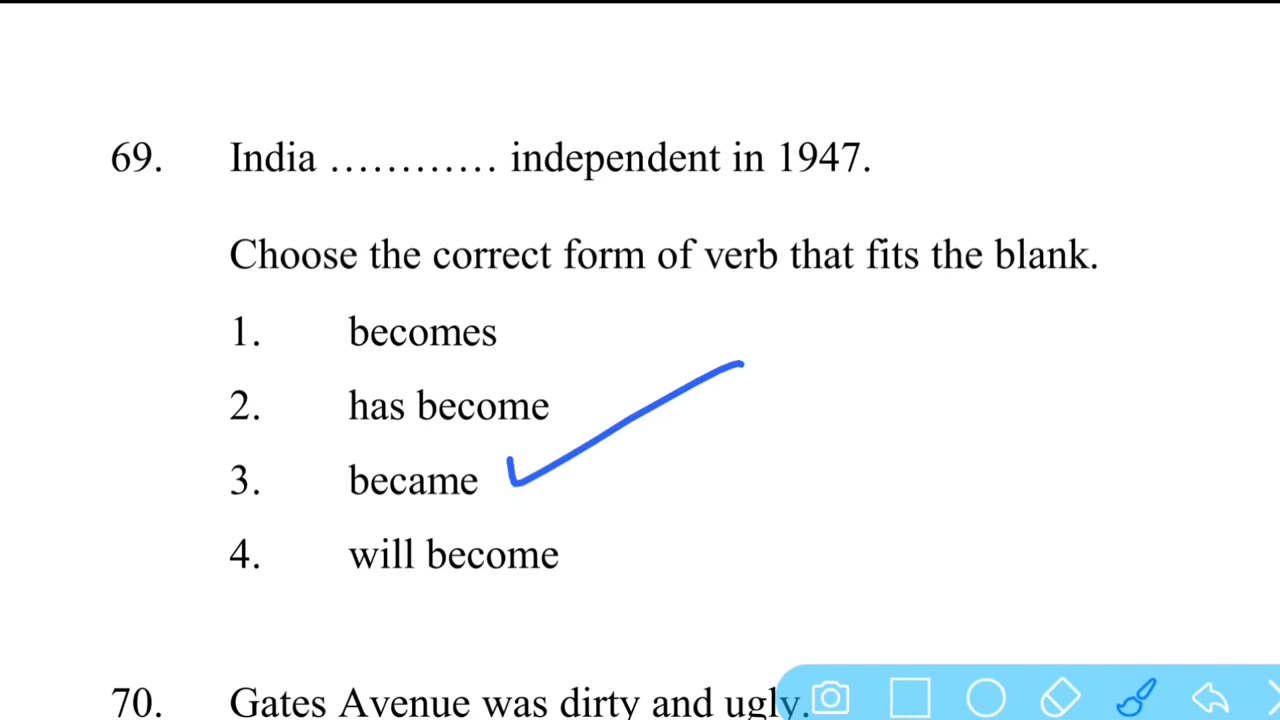 69. India ............ independent in 1947.
Choose the correct form of verb that fits the blank.
1. becomes
2. has become
3. became
4. will become
70. Gates Avenue was dirty and ugly.